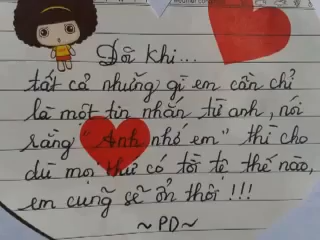 Đôi khi...
tất cả những gì em cần chỉ
là một tin nhắn từ anh, nói
rằng "Anh nhớ em" thì cho
dù mọi thứ có tồi tệ thế nào,
em cũng sẽ ổn thôi !!!
~PD~